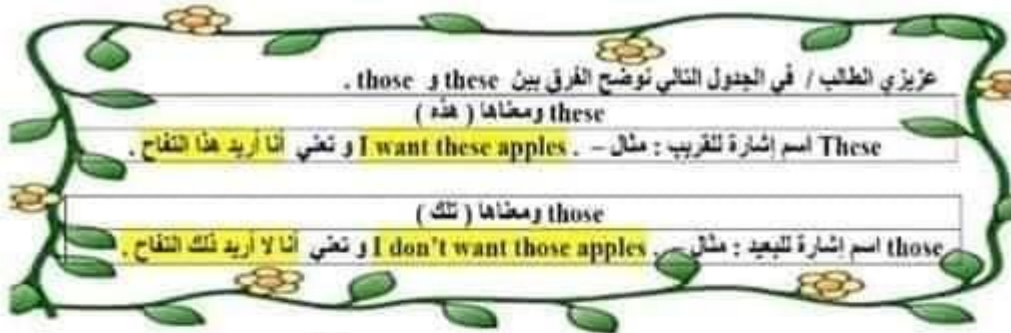 عزيزي الطالب / في الجدول التالي نوضح الفرق بين these و those .
these ومعناها ( هذه )
These اسم إشارة للقريب : مثال – . I want these apples و تعني أنا أريد هذا التفاح .
those ومعناها ( تلك )
those اسم إشارة للبعيد : مثال – . I don't want those apples و تعني أنا لا أريد ذلك التفاح .